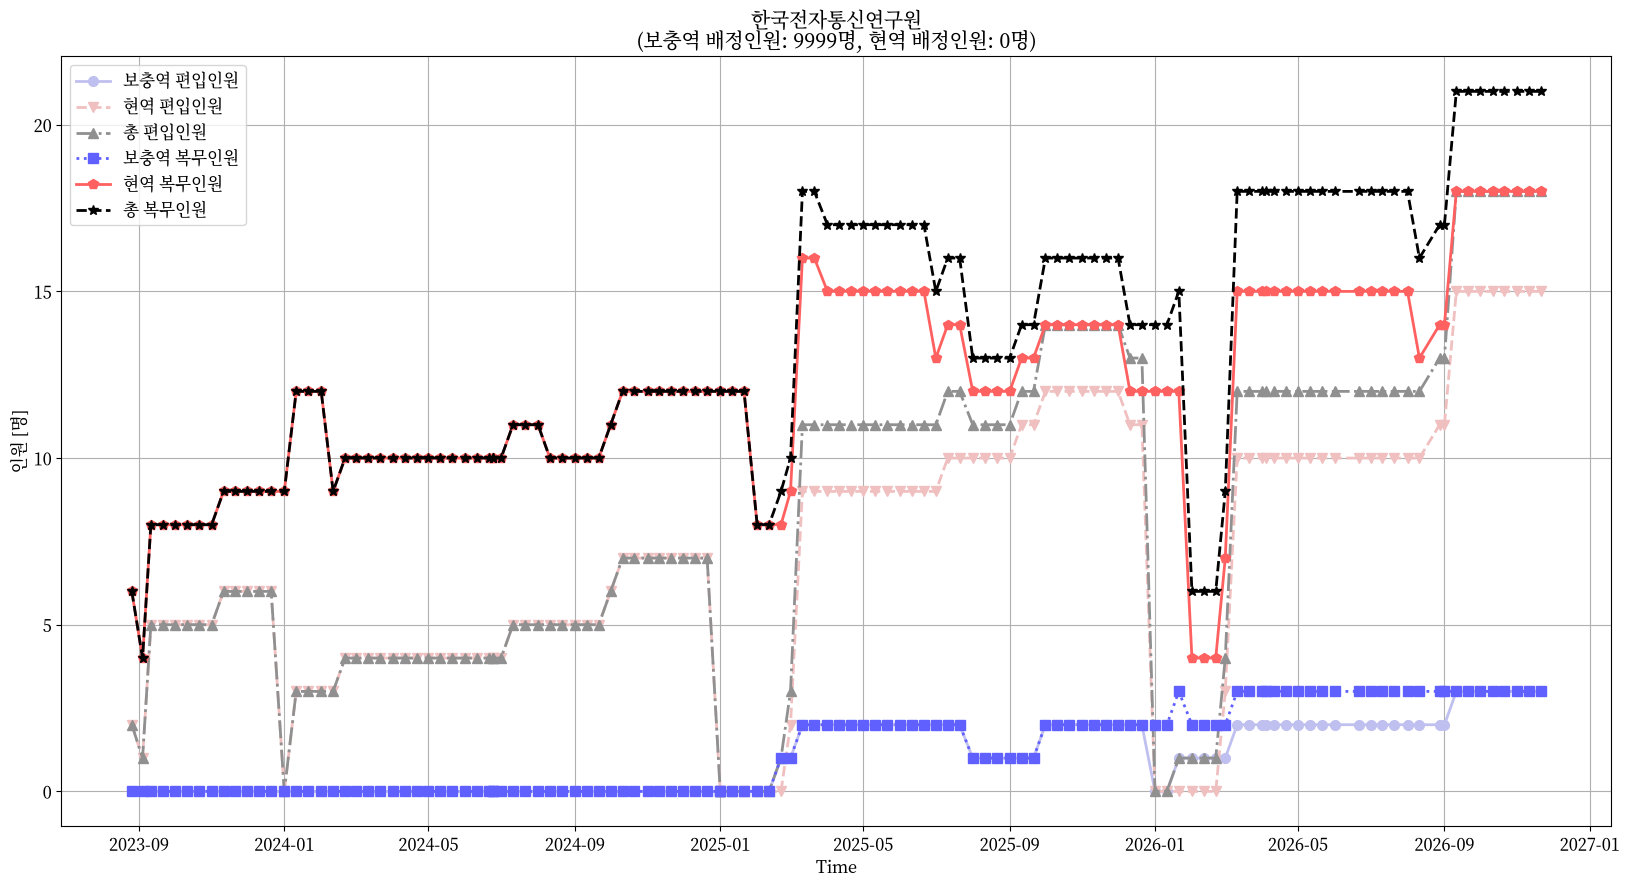 한국전자통신연구원
(보충역 배정인원: 9999명, 현역 배정인원: 0명)
보충역 편입인원
현역 편입인원
총 편입인원
보충역 복무인원
현역 복무인원
총 복무인원
인원 [명]
20
15
10
5
0
2023-09
2024-01
2024-05
2024-09
2025-01
2025-05
2025-09
2026-01
2026-05
2026-09
2027-01
Time